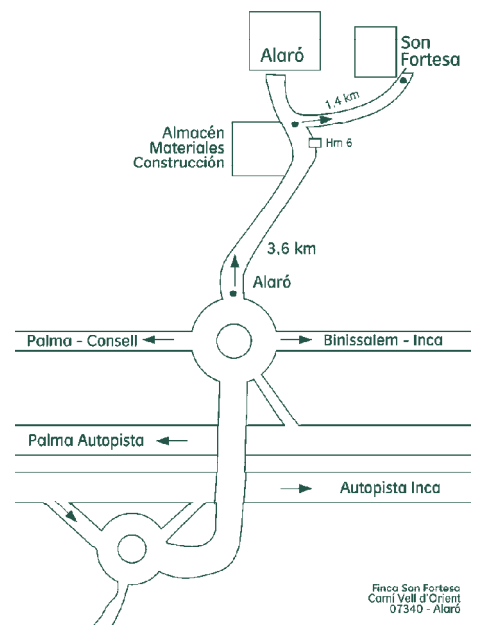 Alaró
Son
Fortesa
1.4 km
Almacén
Materiales
Construcción
Hm 6
3,6 km
Alaró
Palma - Consell
Binissalem - Inca
Palma Autopista
Autopista Inca
Finca Son Fortesa
Camí Vell d'Orient
07340 - Alaró